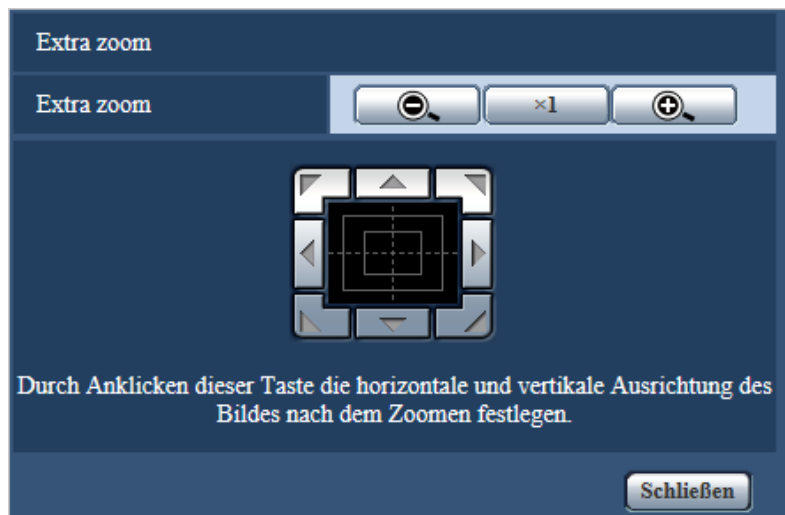 Extra zoom
Extra zoom
×1
Durch Anklicken dieser Taste die horizontale und vertikale Ausrichtung des
Bildes nach dem Zoomen festlegen.
Schließen